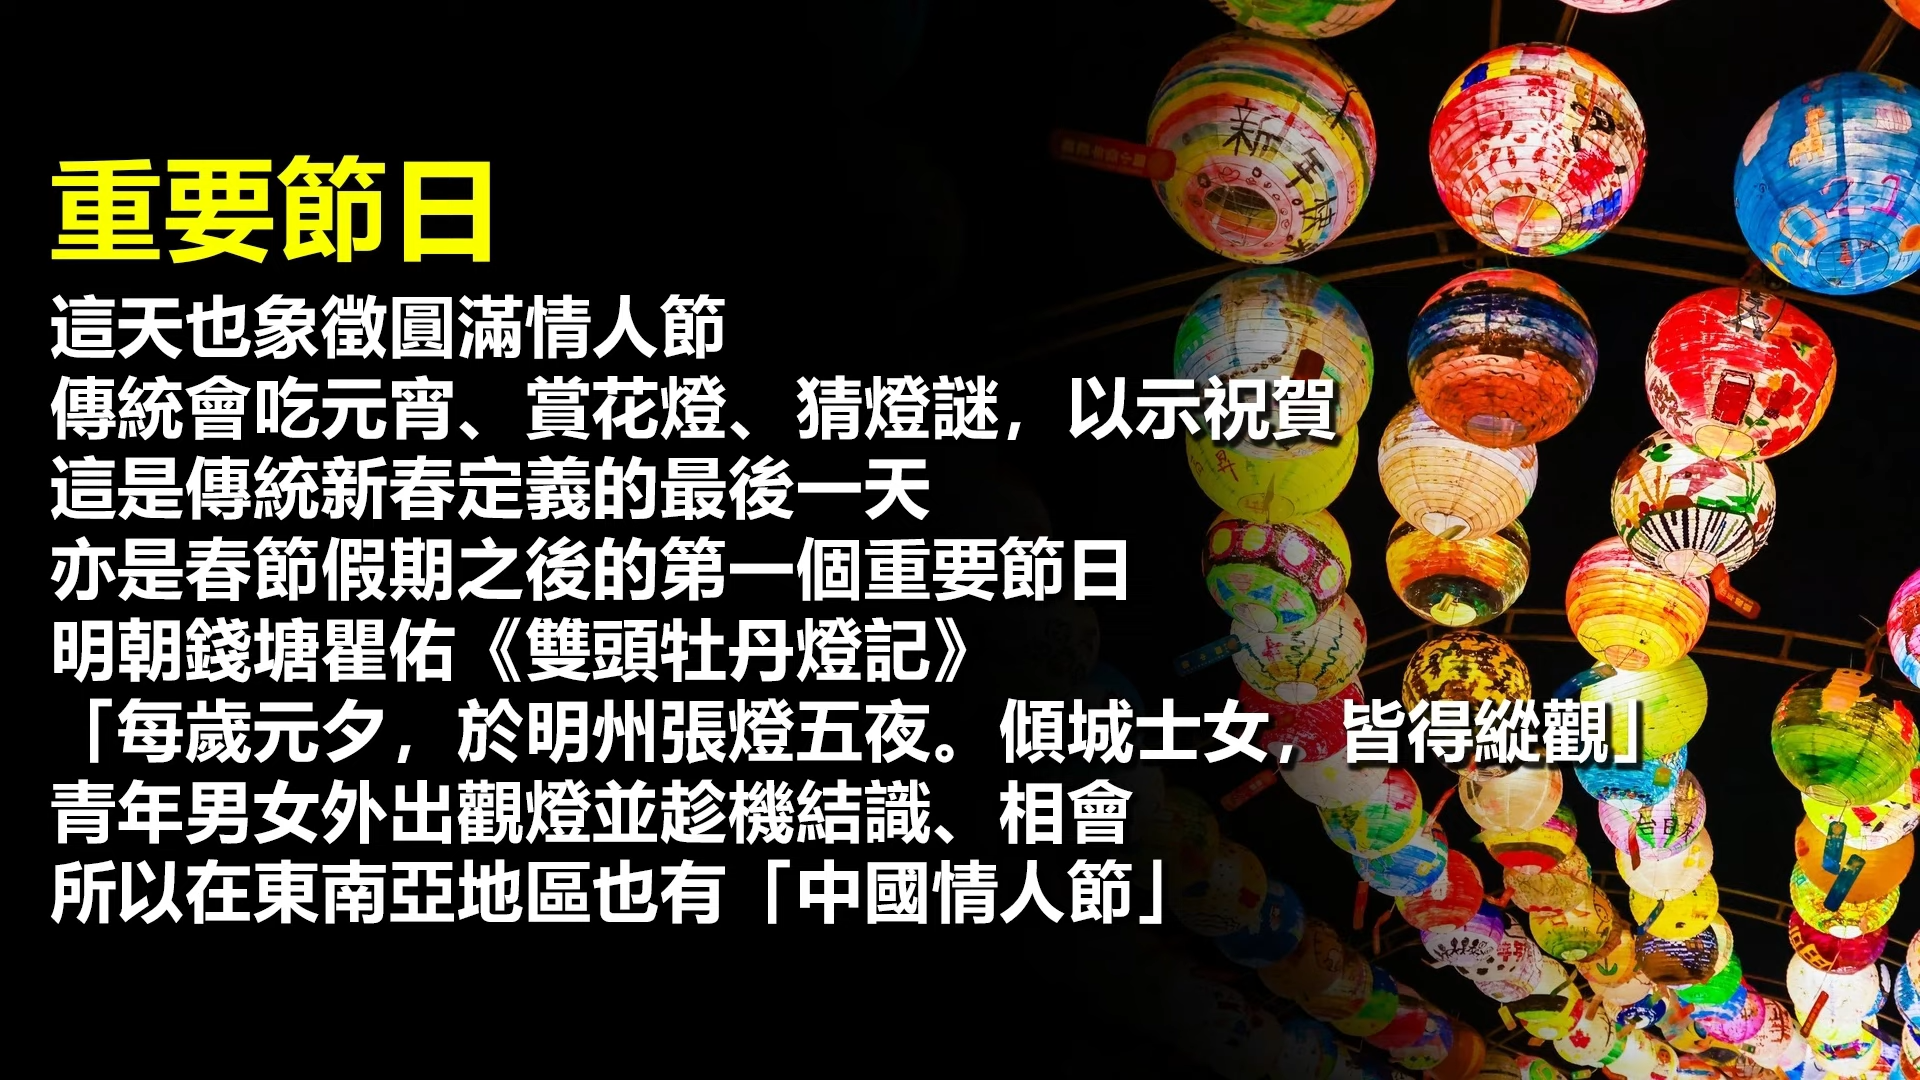 重要節日
這天也象徵圓滿情人節
傳統會吃元宵、賞花燈、猜燈謎，以示祝賀
這是傳統新春定義的最後一天
亦是春節假期之後的第一個重要節日
明朝錢塘瞿佑《雙頭牡丹燈記》
「每歲元夕，於明州張燈五夜。傾城士女，皆得縱觀」
青年男女外出觀燈並趁機結識、相會
所以在東南亞地區也有「中國情人節」
新年快